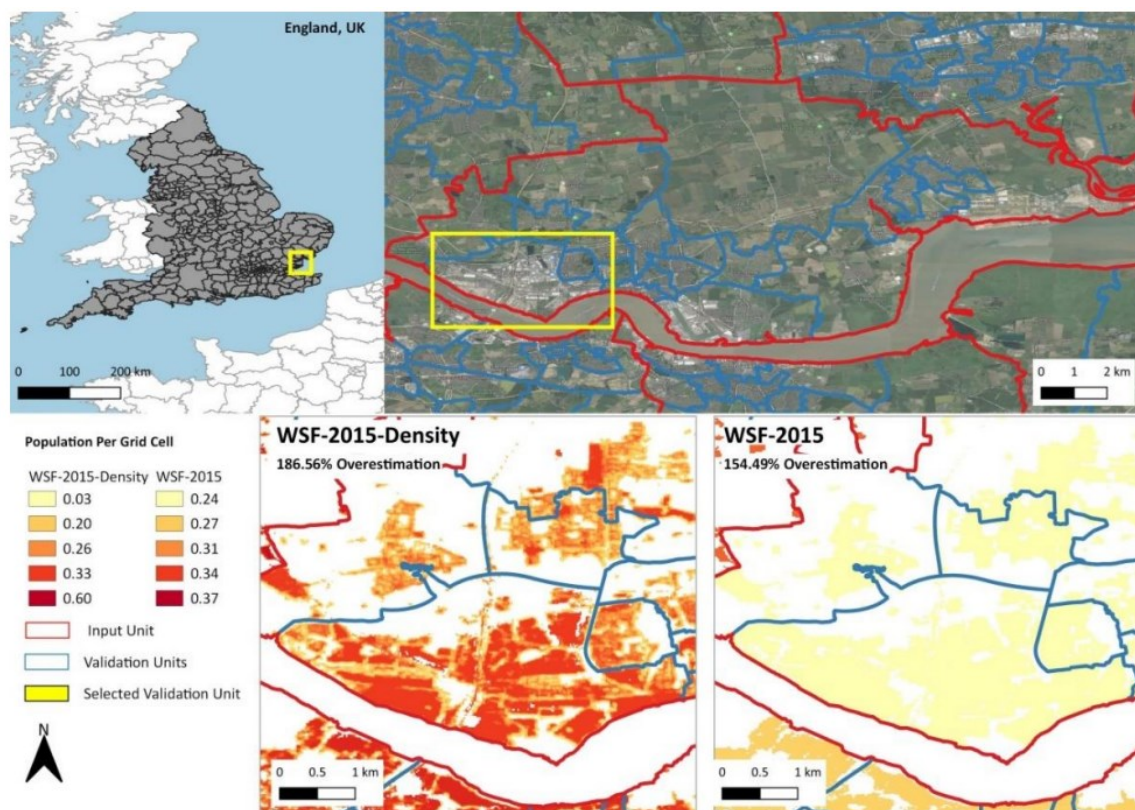 England, UK
0 100 200 km
0 1 2 km
Population Per Grid Cell
WSF-2015-Density WSF-2015
0.03 0.24
0.20 0.27
0.26 0.31
0.33 0.34
0.60 0.37
Input Unit
Validation Units
Selected Validation Unit
N
WSF-2015-Density
186.56% Overestimation
0 0.5 1 km
WSF-2015
154.49% Overestimation
0 0.5 1 km